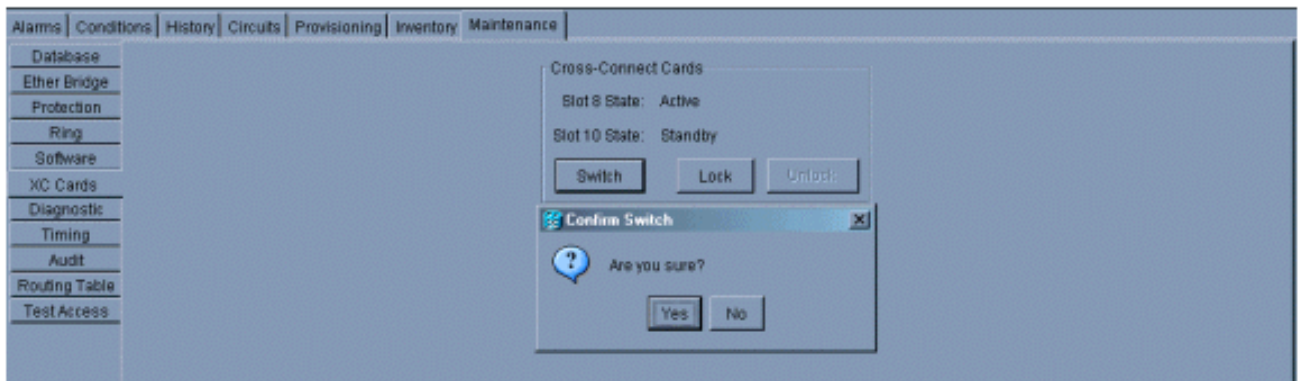 Alarms Conditions History Circuits Provisioning Inventory Maintenance
Database
Ether Bridge
Protection
Ring
Software
XC Cards
Diagnostic
Timing
Audit
Routing Table
Test Access
Cross-Connect Cards
Slot 8 State: Active
Slot 10 State: Standby
Switch Lock Unlock
Confirm Switch
?
Are you sure?
Yes No